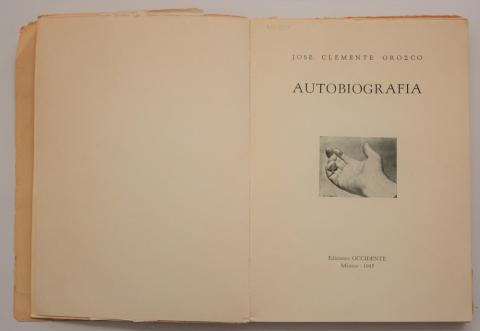 JOSE CLEMENTE OROZCO
AUTOBIOGRAFIA
Ediciones OCCIDENTE
México - 1945